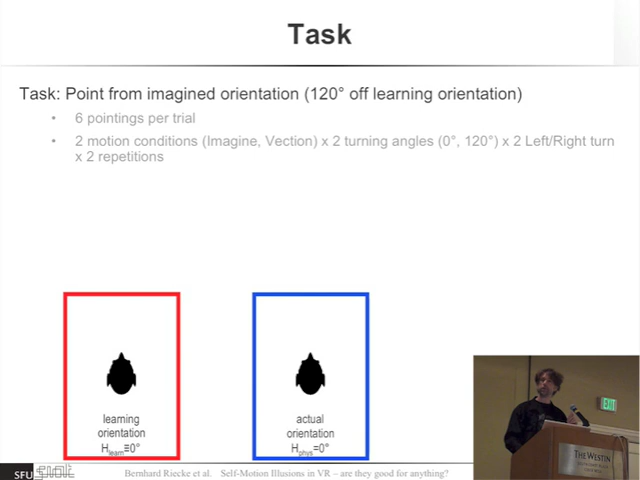 Task
Task: Point from imagined orientation (120° off learning orientation)
• 6 pointings per trial
• 2 motion conditions (Imagine, Vection) x 2 turning angles (0°, 120°) x 2 Left/Right turn
x 2 repetitions
learning
orientation
Hlearn=0°
actual
orientation
Hphys=0°
EXIT
THE WESTIN
SFU
Bernhard Riecke et al. Self-Motion Illusions in VR – are they good for anything?